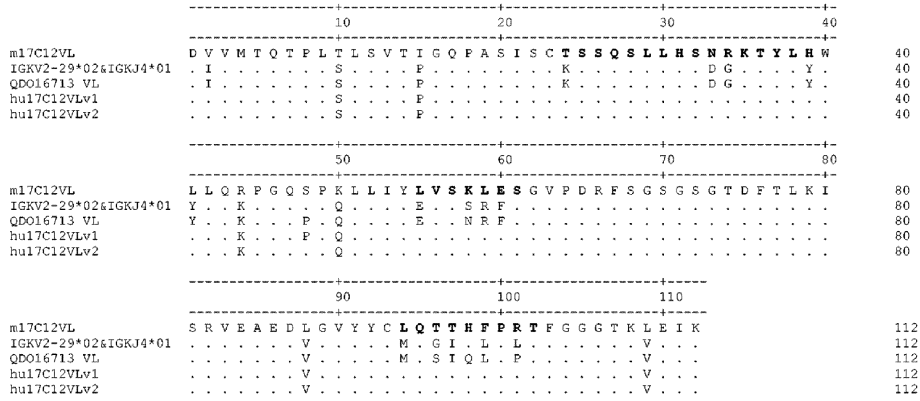 ----------+---------+---------+---------+
10 20 30 40
----------+---------+---------+---------+
m17C12VL D V V M T Q T P L T L S V T I G Q P A S I S C T S S Q S L L H S N R K T Y L H W 40
IGKV2-29*02&IGKJ4*01 . I . . . . . . . S . . . . P . . . . . . . . K . . . . . . . . D G . . . . Y . 40
QDO16713 VL . I . . . . . . . S . . . . P . . . . . . . . K . . . . . . . . D G . . . . Y . 40
hu17C12VLv1 . . . . . . . . . S . . . . P . . . . . . . . . . . . . . . . . . . . . . . . . 40
hu17C12VLv2 . . . . . . . . . S . . . . P . . . . . . . . . . . . . . . . . . . . . . . . . 40
----------+---------+---------+---------+
50 60 70 80
----------+---------+---------+---------+
m17C12VL L L Q R P G Q S P K L L I Y L V S K L E S G V P D R F S G S G S G T D F T L K I 80
IGKV2-29*02&IGKJ4*01 Y . . K . . . . . Q . . . . E . . S R F . . . . . . . . . . . . . . . . . . . . 80
QDO16713 VL Y . . K . . . P . Q . . . . E . . N R F . . . . . . . . . . . . . . . . . . . . 80
hu17C12VLv1 . . . K . . . P . Q . . . . . . . . . . . . . . . . . . . . . . . . . . . . . . 80
hu17C12VLv2 . . . K . . . . . Q . . . . . . . . . . . . . . . . . . . . . . . . . . . . . . 80
----------+---------+---------+--
90 100 110
----------+---------+---------+--
m17C12VL S R V E A E D L G V Y Y C L Q T T H F P R T F G G G T K L E I K 112
IGKV2-29*02&IGKJ4*01 . . . . . . . V . . . . . M . G I . L . L . . . . . . . V . . . 112
QDO16713 VL . . . . . . . V . . . . . M . S I Q L . L . . . . . . . V . . . 112
hu17C12VLv1 . . . . . . . V . . . . . . . . . . . . . . . . . . . . V . . . 112
hu17C12VLv2 . . . . . . . V . . . . . . . . . . . . . . . . . . . . V . . . 112